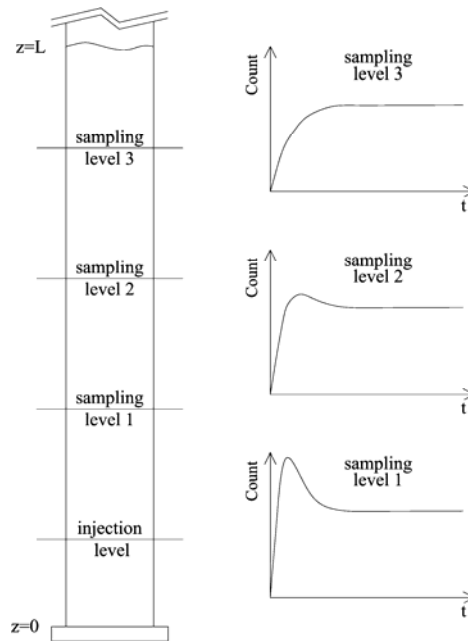 z=L
sampling
level 3
sampling
level 2
sampling
level 1
injection
level
z=0
Count
sampling
level 3
t
Count
sampling
level 2
t
Count
sampling
level 1
t